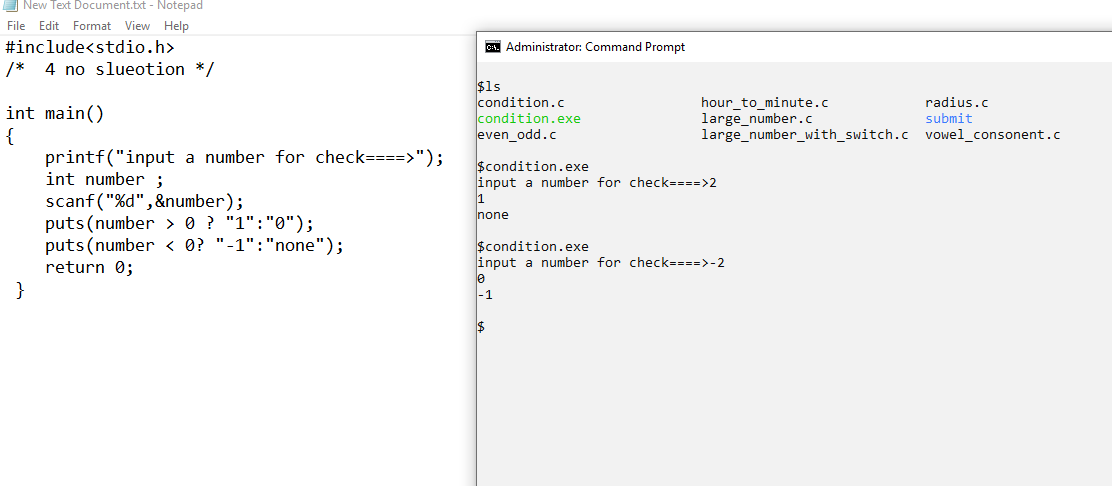 New Text Document.txt - Notepad
File Edit Format View Help
#include<stdio.h>
/*  4 no slueotion */
int main()
{
    printf("input a number for check====>");
    int number ;
    scanf("%d",&number);
    puts(number > 0 ? "1":"0");
    puts(number < 0? "-1":"none");
    return 0;
 }
C:\. Administrator: Command Prompt
$ls
condition.c hour_to_minute.c radius.c
condition.exe large_number.c submit
even_odd.c large_number_with_switch.c vowel_consonent.c
$condition.exe
input a number for check====>2
1
none
$condition.exe
input a number for check====>-2
0
-1
$